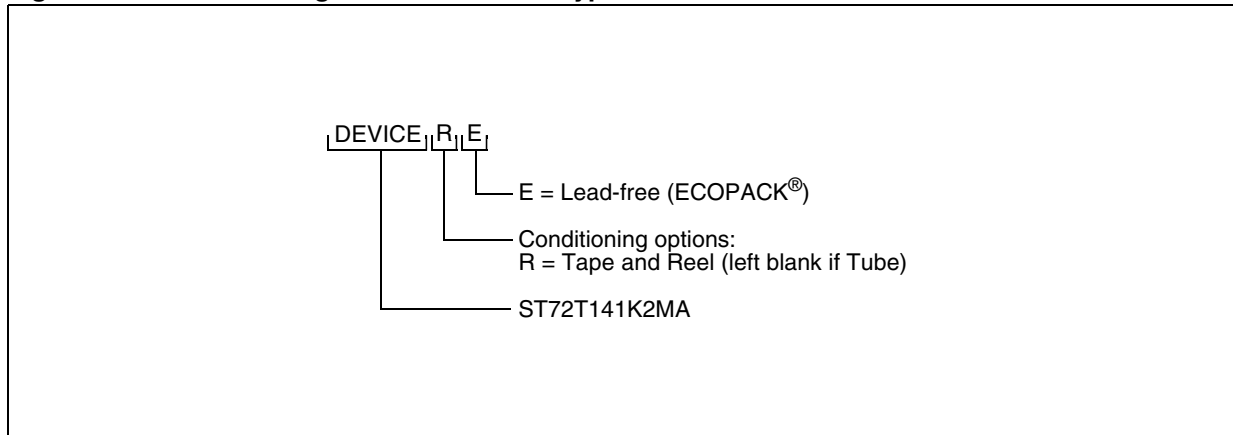 DEVICE R E
E = Lead-free (ECOPACK®)
Conditioning options:
R = Tape and Reel (left blank if Tube)
ST72T141K2MA